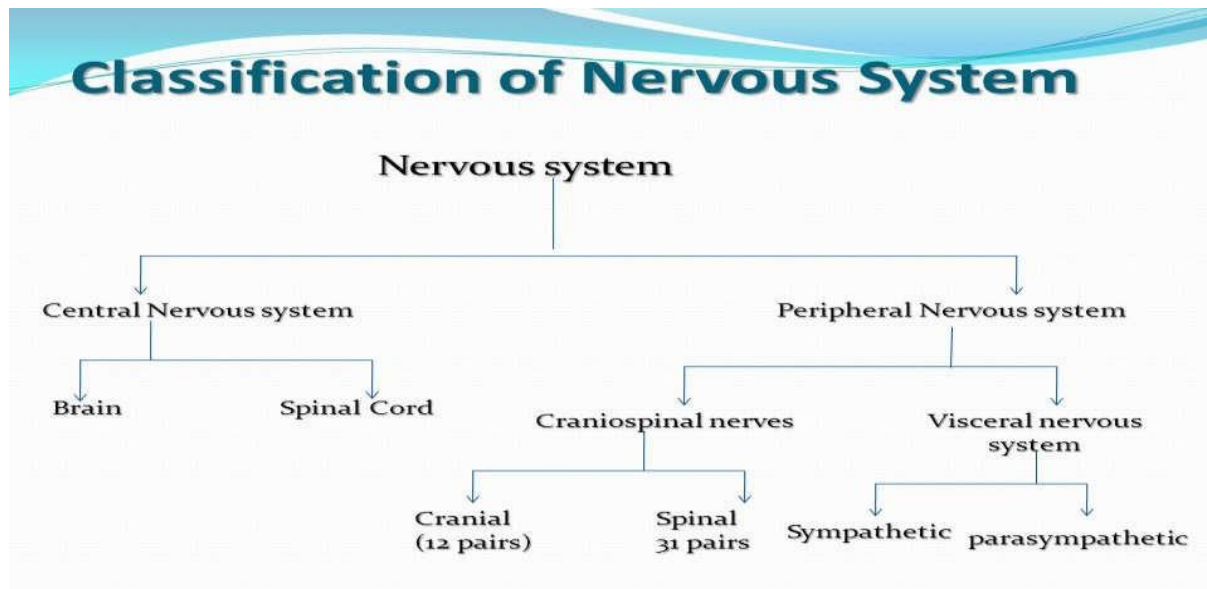 Classification of Nervous System
Nervous system
Central Nervous system
Peripheral Nervous system
Brain
Spinal Cord
Craniospinal nerves
Visceral nervous
system
Cranial
(12 pairs)
Spinal
31 pairs
Sympathetic
parasympathetic